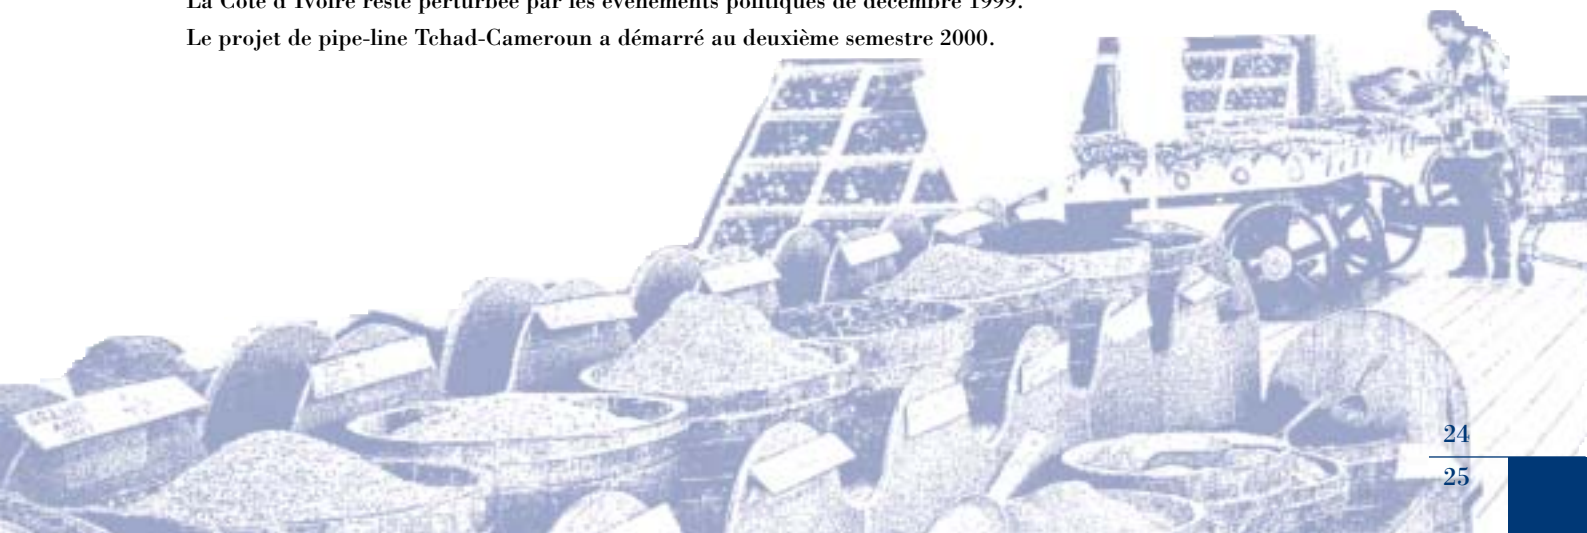 La Côte d'Ivoire reste perturbée par les événements politiques de décembre 1999.
Le projet de pipe-line Tchad-Cameroun a démarré au deuxième semestre 2000.
24
25